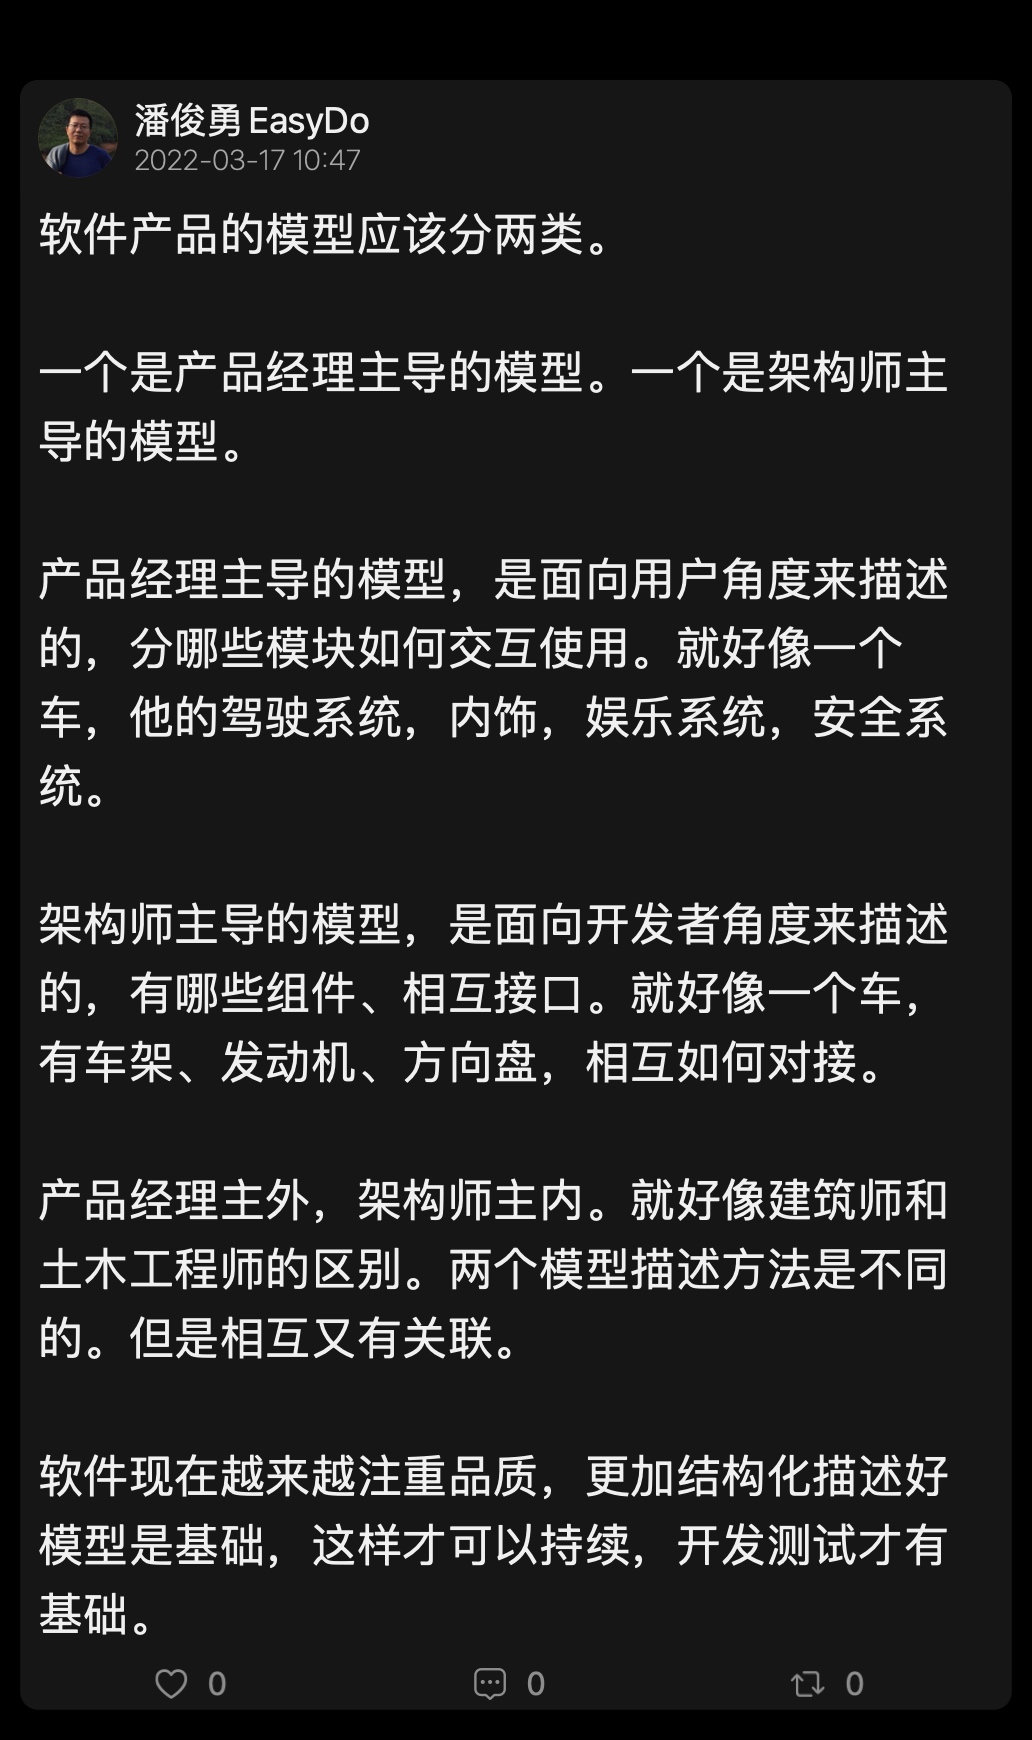 潘俊勇EasyDo
2022-03-17 10:47
软件产品的模型应该分两类。
一个是产品经理主导的模型。一个是架构师主
导的模型。
产品经理主导的模型，是面向用户角度来描述
的，分哪些模块如何交互使用。就好像一个
车，他的驾驶系统，内饰，娱乐系统，安全系
统。
架构师主导的模型，是面向开发者角度来描述
的，有哪些组件、相互接口。就好像一个车，
有车架、发动机、方向盘，相互如何对接。
产品经理主外，架构师主内。就好像建筑师和
土木工程师的区别。两个模型描述方法是不同
的。但是相互又有关联。
软件现在越来越注重品质，更加结构化描述好
模型是基础，这样才可以持续，开发测试才有
基础。
0 0 0